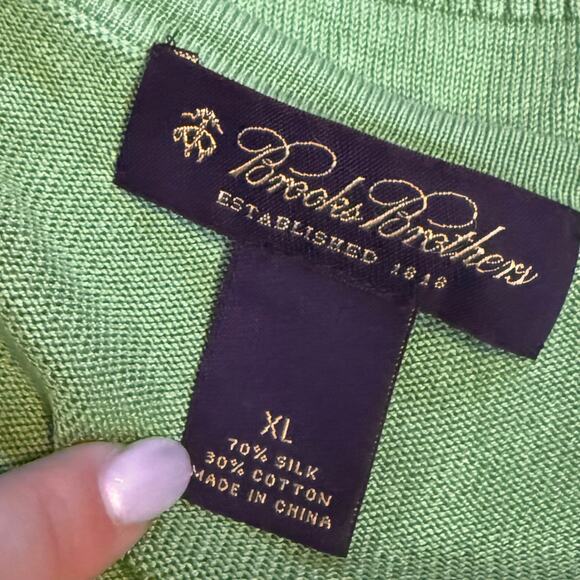 Brooks Brothers
ESTABLISHED 1818
XL
70% SILK
30% COTTON
MADE IN CHINA